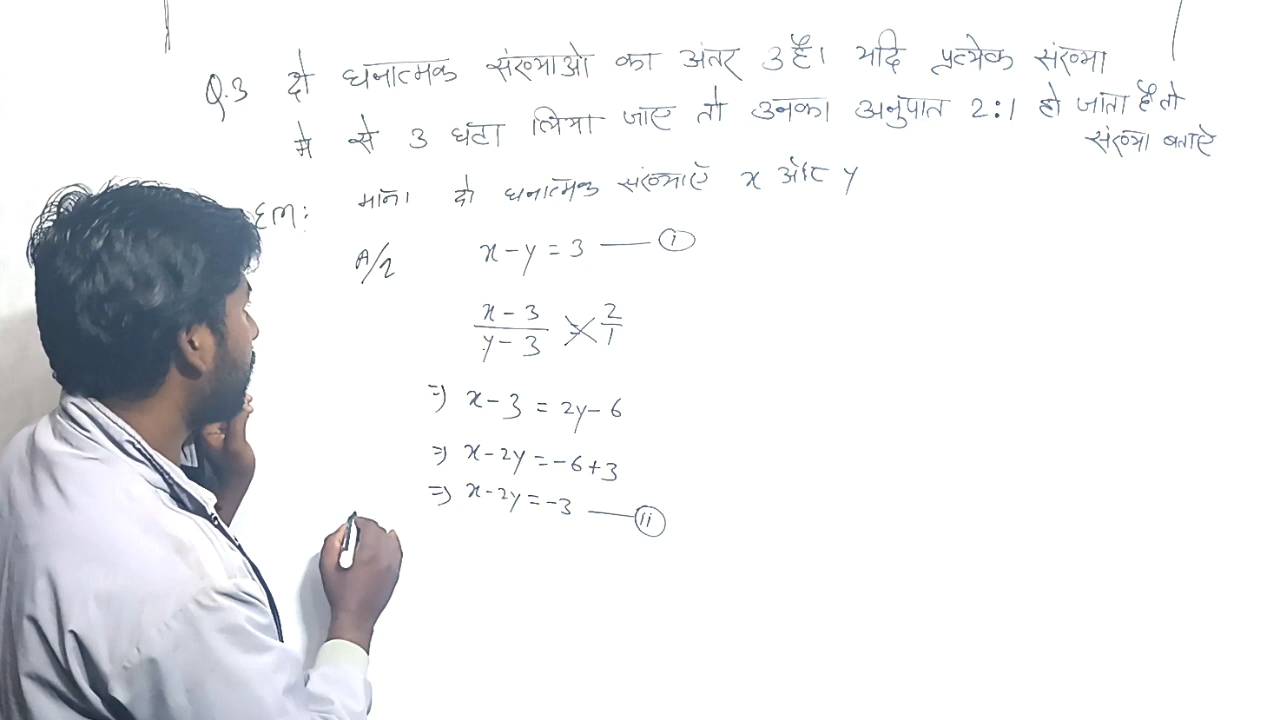 Q.3 दो धनात्मक संख्याओ का अंतर 3 है। यदि प्रत्येक संख्या
मे से 3 घटा लिया जाए तो उनका अनुपात 2:1 हो जाता है तो
संख्या बताऐ
माना दो धनात्मक संख्याऐ x और y
A/2 x - y = 3 — (i)
x - 3 / y - 3 = 2/1
⇒ x - 3 = 2y - 6
⇒ x - 2y = -6 + 3
⇒ x - 2y = -3 — (ii)